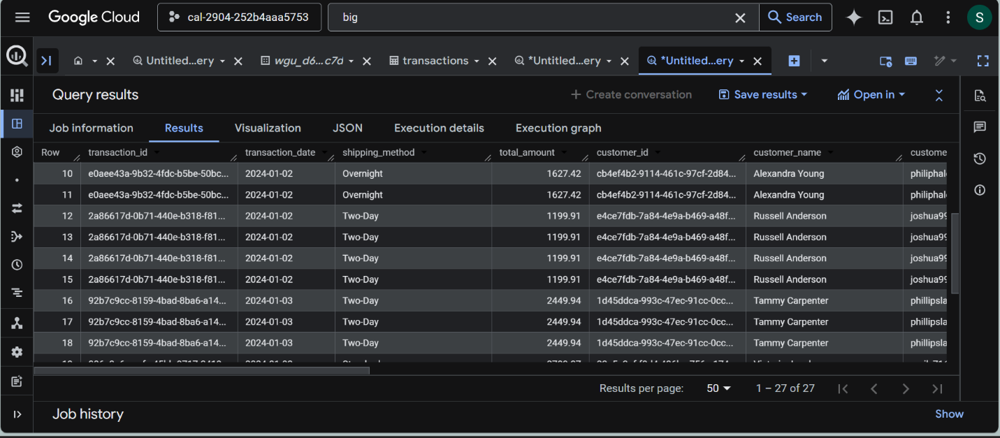 Google Cloud cal-2904-252b4aaa5753 big Search S
Untitled...ery wgu_d6...c7d transactions *Untitled...ery *Untitled...ery
Query results Create conversation Save results Open in
Job information Results Visualization JSON Execution details Execution graph
Row transaction_id transaction_date shipping_method total_amount customer_id customer_name custome
10 e0aee43a-9b32-4fdc-b5be-50bc... 2024-01-02 Overnight 1627.42 cb4ef4b2-9114-461c-97cf-2d84... Alexandra Young philiphal
11 e0aee43a-9b32-4fdc-b5be-50bc... 2024-01-02 Overnight 1627.42 cb4ef4b2-9114-461c-97cf-2d84... Alexandra Young philiphal
12 2a86617d-0b71-440e-b318-f81... 2024-01-02 Two-Day 1199.91 e4ce7fdb-7a84-4e9a-b469-a48f... Russell Anderson joshua99
13 2a86617d-0b71-440e-b318-f81... 2024-01-02 Two-Day 1199.91 e4ce7fdb-7a84-4e9a-b469-a48f... Russell Anderson joshua99
14 2a86617d-0b71-440e-b318-f81... 2024-01-02 Two-Day 1199.91 e4ce7fdb-7a84-4e9a-b469-a48f... Russell Anderson joshua99
15 2a86617d-0b71-440e-b318-f81... 2024-01-02 Two-Day 1199.91 e4ce7fdb-7a84-4e9a-b469-a48f... Russell Anderson joshua99
16 92b7c9cc-8159-4bad-8ba6-a14... 2024-01-03 Two-Day 2449.94 1d45ddca-993c-47ec-91cc-0cc... Tammy Carpenter phillipsla
17 92b7c9cc-8159-4bad-8ba6-a14... 2024-01-03 Two-Day 2449.94 1d45ddca-993c-47ec-91cc-0cc... Tammy Carpenter phillipsla
18 92b7c9cc-8159-4bad-8ba6-a14... 2024-01-03 Two-Day 2449.94 1d45ddca-993c-47ec-91cc-0cc... Tammy Carpenter phillipsla
Results per page: 50 1 – 27 of 27
Job history Show